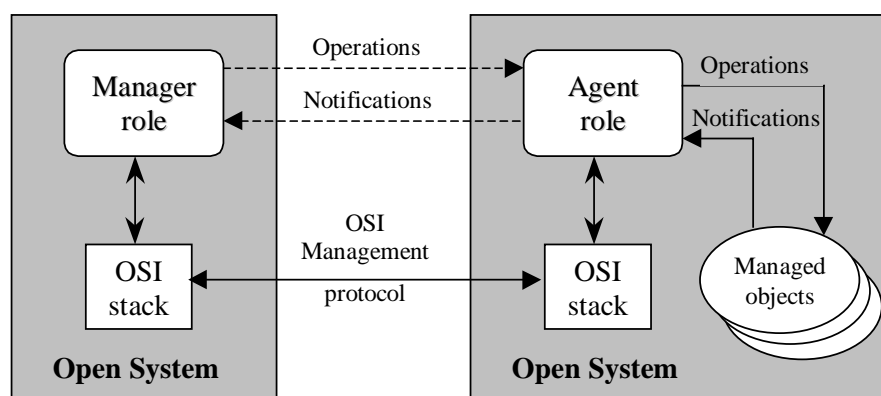 Operations
Manager
role
Notifications
Agent
role
Operations
Notifications
OSI
Management
protocol
OSI
stack
OSI
stack
Managed
objects
Open System
Open System